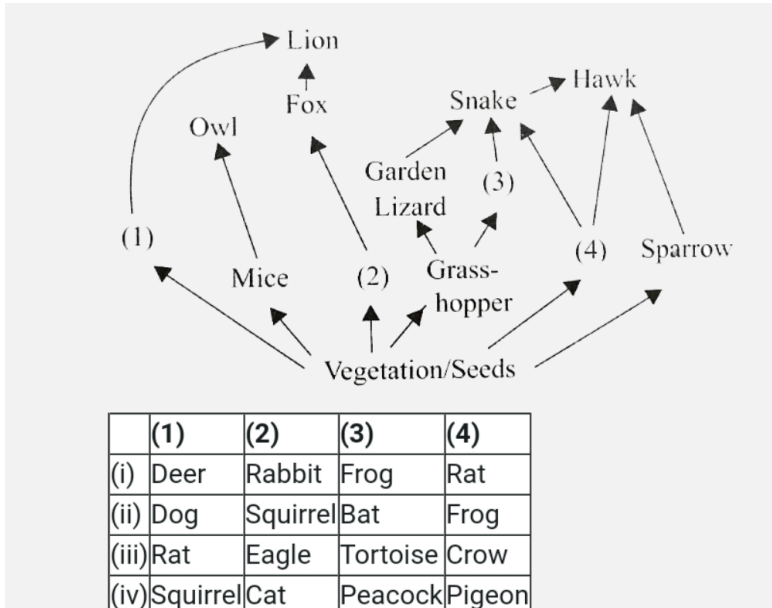 Lion
Hawk
Snake
Fox
Owl
Garden
Lizard
(3)
(1)
(4)
Sparrow
Mice
(2)
Grass-
hopper
Vegetation/Seeds
(1) (2) (3) (4)
(i) Deer Rabbit Frog Rat
(ii) Dog Squirrel Bat Frog
(iii) Rat Eagle Tortoise Crow
(iv) Squirrel Cat Peacock Pigeon